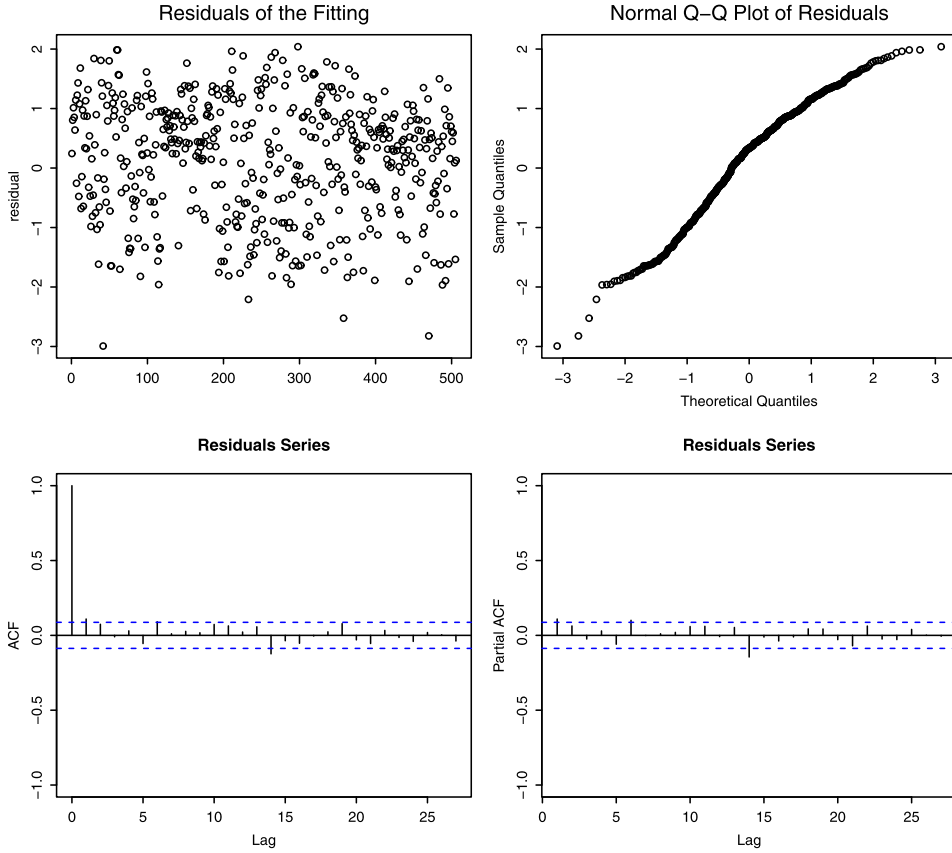 Residuals of the Fitting
2
1
0
−1
−2
−3
residual
0 100 200 300 400 500
Normal Q−Q Plot of Residuals
2
1
0
−1
−2
−3
Sample Quantiles
−3 −2 −1 0 1 2 3
Theoretical Quantiles
Residuals Series
1.0
0.5
0.0
−0.5
−1.0
ACF
0 5 10 15 20 25
Lag
Residuals Series
1.0
0.5
0.0
−0.5
−1.0
Partial ACF
0 5 10 15 20 25
Lag